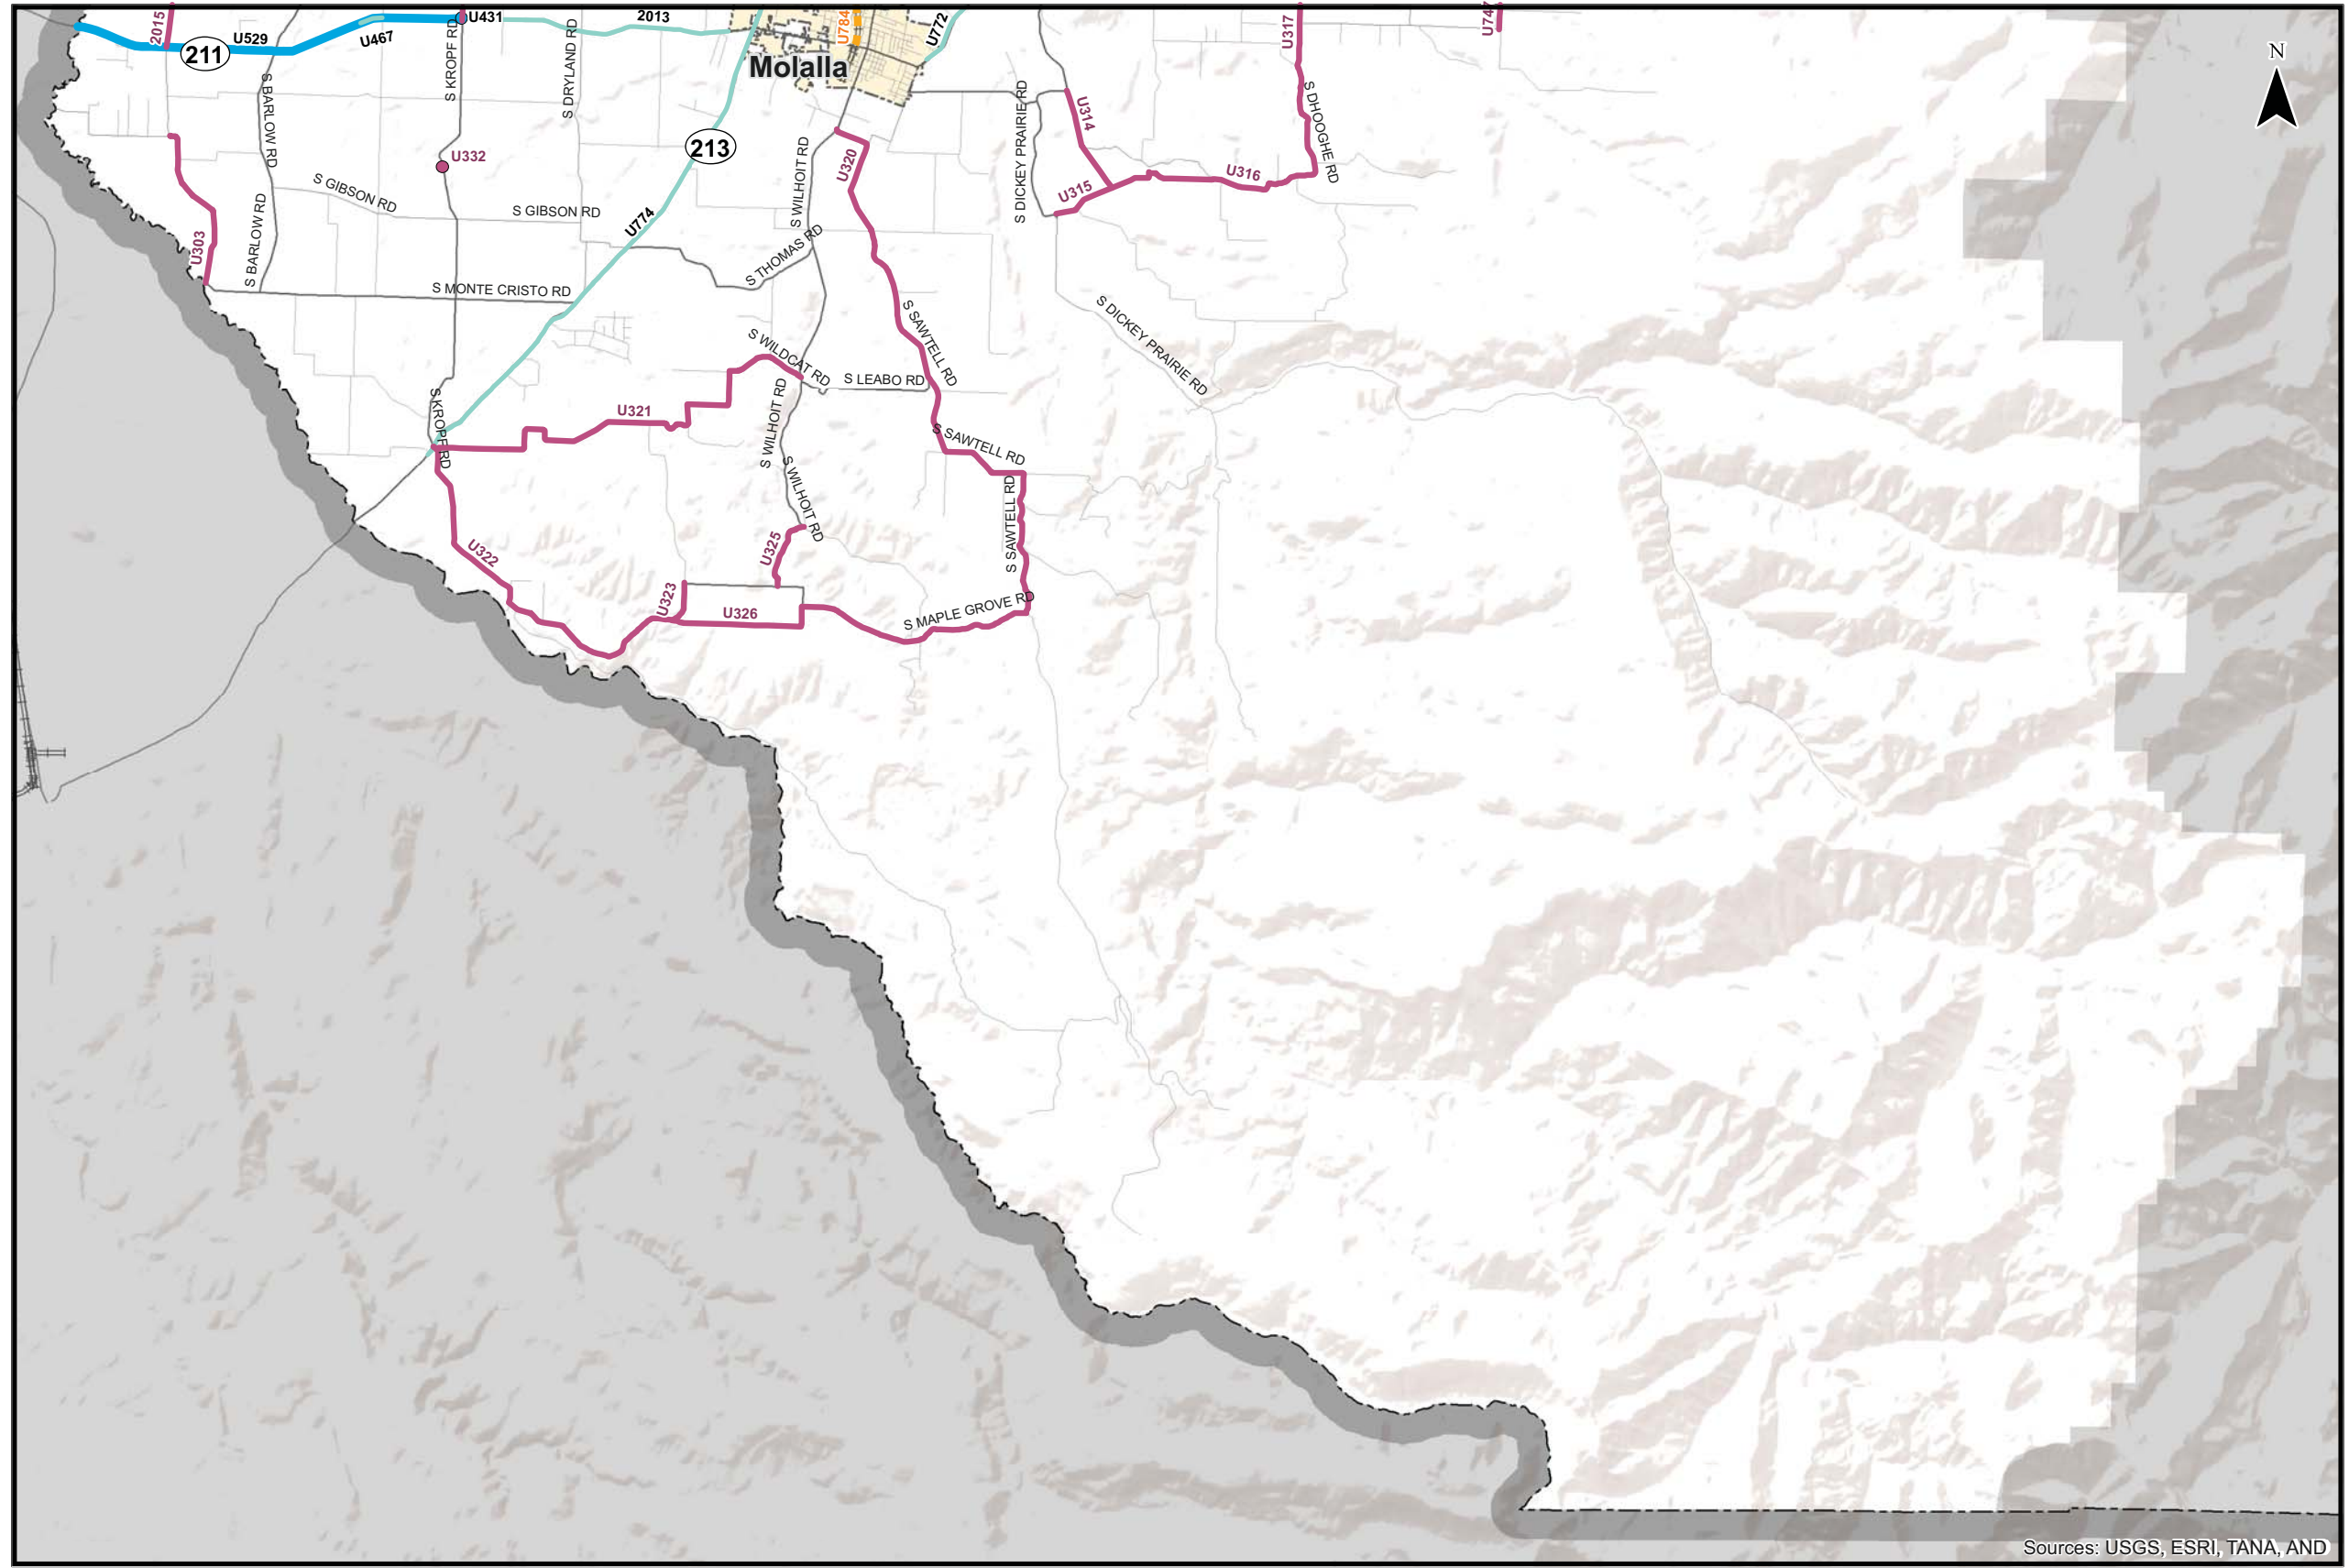 2015
U529
211
U467
S KROPF RD
U431
2013
S DRYLAND RD
U784
Molalla
U772
U317
U747
N
S BARLOW RD
U332
213
S WILHOIT RD
U320
S DICKEY PRAIRIE RD
U314
S DHOOGHE RD
U315
U316
S GIBSON RD
S GIBSON RD
U774
U303
S BARLOW RD
S THOMAS RD
S MONTE CRISTO RD
S SAWTELL RD
S DICKEY PRAIRIE RD
S WILDCAT RD
S LEABO RD
S KROPF RD
U321
S WILHOIT RD
S SAWTELL RD
S WILHOIT RD
S SAWTELL RD
U322
U325
U323
U326
S MAPLE GROVE RD
Sources: USGS, ESRI, TANA, AND